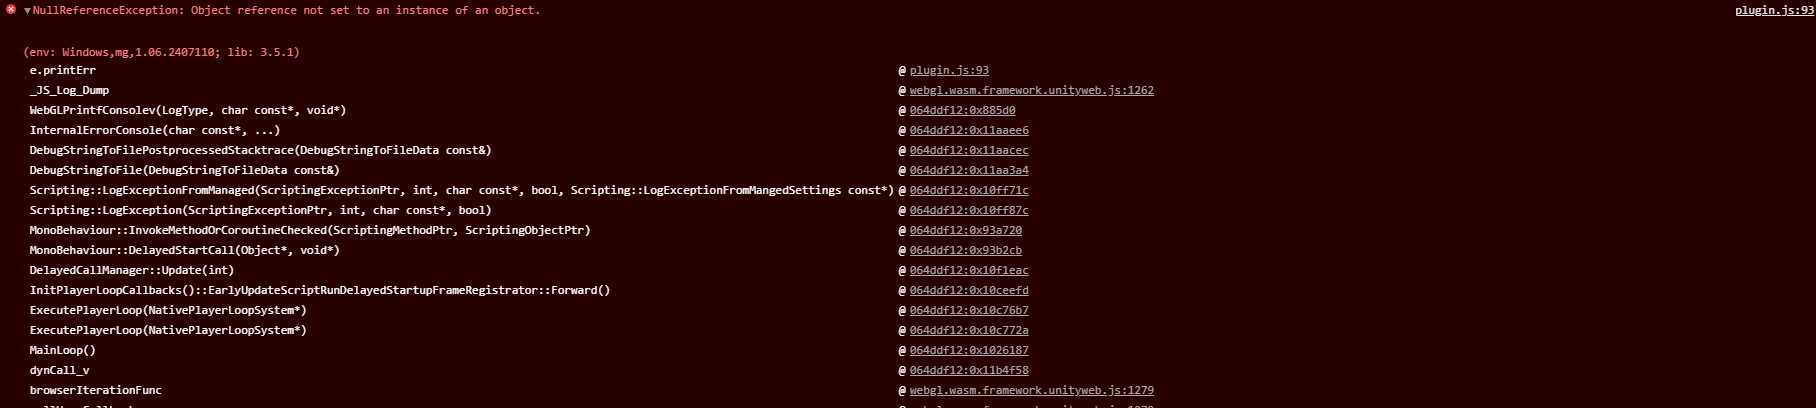 ▼NullReferenceException: Object reference not set to an instance of an object. plugin.js:93
(env: Windows,mg,1.06.2407110; lib: 3.5.1)
e.printErr @ plugin.js:93
_JS_Log_Dump @ webgl.wasm.framework.unityweb.js:1262
WebGLPrintfConsolev(LogType, char const*, void*) @ 064ddf12:0x885d0
InternalErrorConsole(char const*, ...) @ 064ddf12:0x11aaee6
DebugStringToFilePostprocessedStacktrace(DebugStringToFileData const&) @ 064ddf12:0x11aacec
DebugStringToFile(DebugStringToFileData const&) @ 064ddf12:0x11aa3a4
Scripting::LogExceptionFromManaged(ScriptingExceptionPtr, int, char const*, bool, Scripting::LogExceptionFromMangedSettings const*) @ 064ddf12:0x10ff71c
Scripting::LogException(ScriptingExceptionPtr, int, char const*, bool) @ 064ddf12:0x10ff87c
MonoBehaviour::InvokeMethodOrCoroutineChecked(ScriptingMethodPtr, ScriptingObjectPtr) @ 064ddf12:0x93a720
MonoBehaviour::DelayedStartCall(Object*, void*) @ 064ddf12:0x93b2cb
DelayedCallManager::Update(int) @ 064ddf12:0x10f1eac
InitPlayerLoopCallbacks()::EarlyUpdateScriptRunDelayedStartupFrameRegistrator::Forward() @ 064ddf12:0x10ceefd
ExecutePlayerLoop(NativePlayerLoopSystem*) @ 064ddf12:0x10c76b7
ExecutePlayerLoop(NativePlayerLoopSystem*) @ 064ddf12:0x10c772a
MainLoop() @ 064ddf12:0x1026187
dynCall_v @ 064ddf12:0x11b4f58
browserIterationFunc @ webgl.wasm.framework.unityweb.js:1279